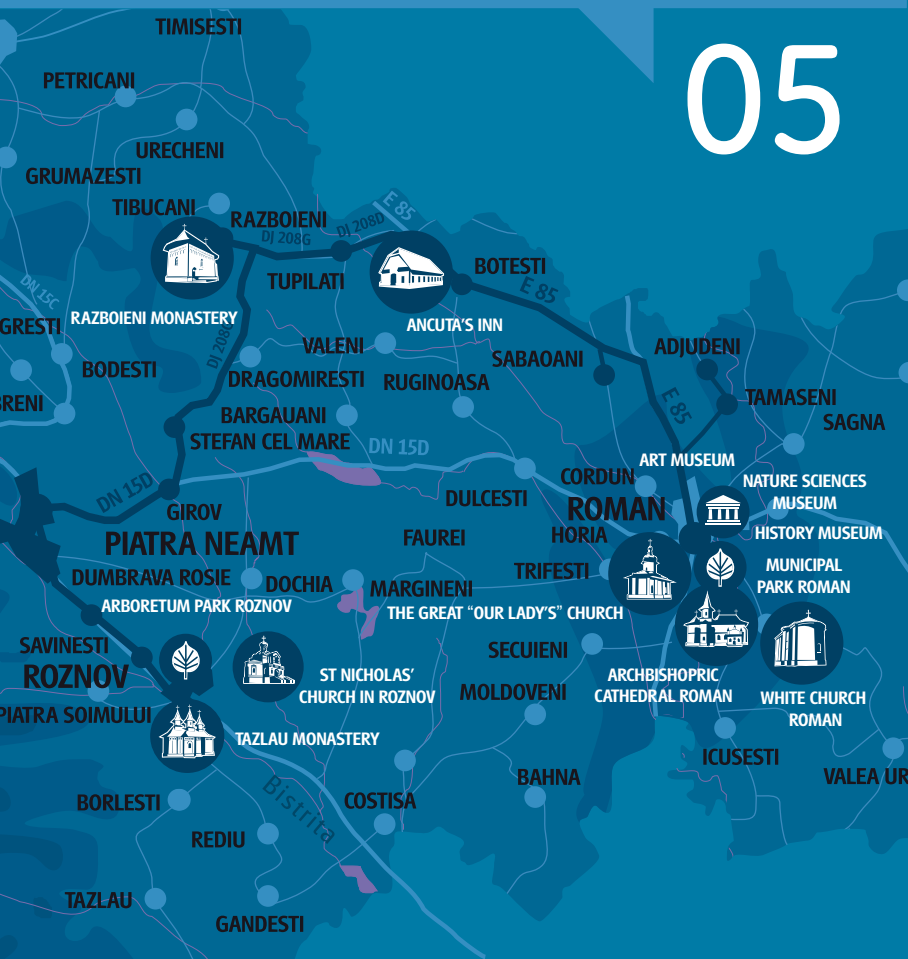 TIMISESTI
05
PETRICANI
URECHENI
GRUMAZESTI
TIBUCANI
RAZBOIENI
E 85
DJ 208G
DJ 208D
TUPILATI
BOTESTI
E 85
DN 15C
RAZBOIENI MONASTERY
ANCUTA'S INN
GRESTI
DJ 208G
VALENI
SABAOANI
ADJUDENI
BODESTI
DRAGOMIRESTI
RUGINOASA
BRENI
E 85
TAMASENI
BARGAUANI
SAGNA
STEFAN CEL MARE
DN 15D
ART MUSEUM
CORDUN
NATURE SCIENCES
MUSEUM
DN 15D
DULCESTI
ROMAN
GIROV
HISTORY MUSEUM
PIATRA NEAMT
FAUREI
HORIA
MUNICIPAL
PARK ROMAN
DUMBRAVA ROSIE
DOCHIA
MARGINENI
TRIFESTI
ARBORETUM PARK ROZNOV
THE GREAT “OUR LADY'S” CHURCH
SAVINESTI
SECUIENI
ROZNOV
ST NICHOLAS'
CHURCH IN ROZNOV
MOLDOVENI
ARCHBISHOPRIC
CATHEDRAL ROMAN
WHITE CHURCH
ROMAN
PIATRA SOIMULUI
TAZLAU MONASTERY
ICUSESTI
BAHNA
VALEA UR
Bistrita
BORLESTI
COSTISA
REDIU
TAZLAU
GANDESTI